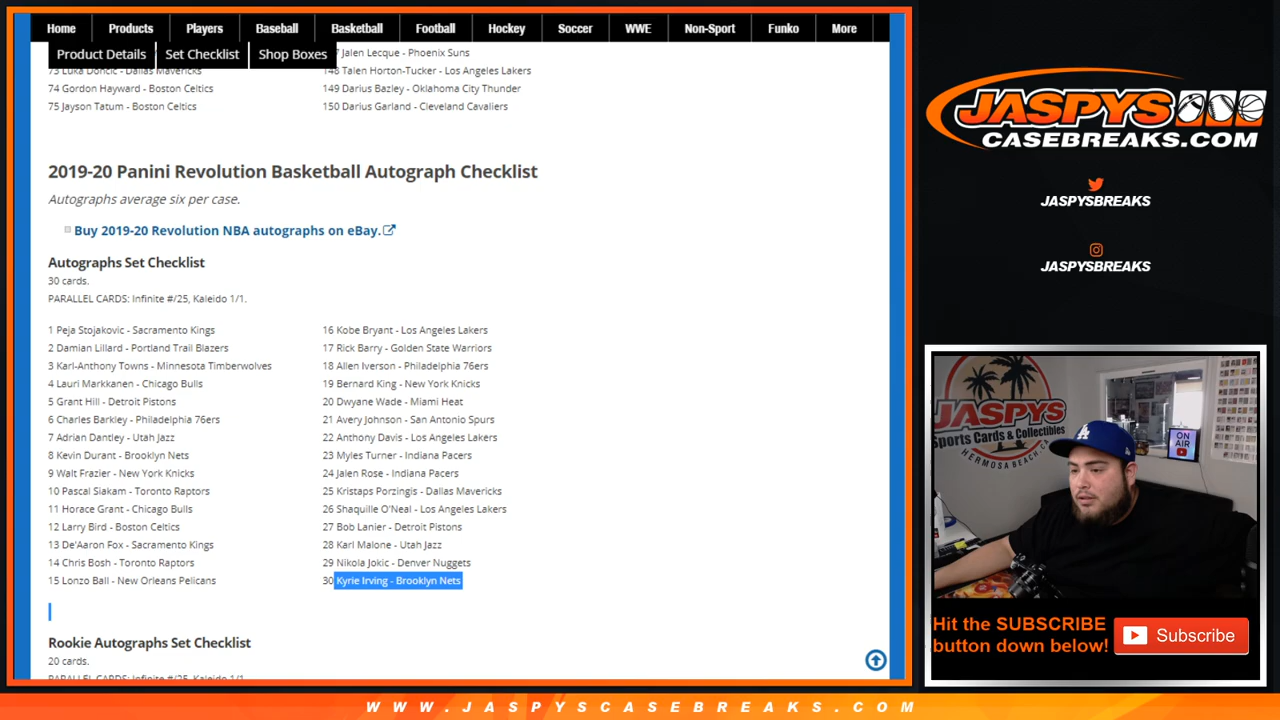 Home Products Players Baseball Basketball Football Hockey Soccer WWE Non-Sport Funko More
Product Details Set Checklist Shop Boxes
7 Jalen Lecque - Phoenix Suns
73 Luka Doncic - Dallas Mavericks
148 Talen Horton-Tucker - Los Angeles Lakers
74 Gordon Hayward - Boston Celtics
149 Darius Bazley - Oklahoma City Thunder
75 Jayson Tatum - Boston Celtics
150 Darius Garland - Cleveland Cavaliers
2019-20 Panini Revolution Basketball Autograph Checklist
Autographs average six per case.
Buy 2019-20 Revolution NBA autographs on eBay.
Autographs Set Checklist
30 cards.
PARALLEL CARDS: Infinite #/25, Kaleido 1/1.
1 Peja Stojakovic - Sacramento Kings
2 Damian Lillard - Portland Trail Blazers
3 Karl-Anthony Towns - Minnesota Timberwolves
4 Lauri Markkanen - Chicago Bulls
5 Grant Hill - Detroit Pistons
6 Charles Barkley - Philadelphia 76ers
7 Adrian Dantley - Utah Jazz
8 Kevin Durant - Brooklyn Nets
9 Walt Frazier - New York Knicks
10 Pascal Siakam - Toronto Raptors
11 Horace Grant - Chicago Bulls
12 Larry Bird - Boston Celtics
13 De'Aaron Fox - Sacramento Kings
14 Chris Bosh - Toronto Raptors
15 Lonzo Ball - New Orleans Pelicans
16 Kobe Bryant - Los Angeles Lakers
17 Rick Barry - Golden State Warriors
18 Allen Iverson - Philadelphia 76ers
19 Bernard King - New York Knicks
20 Dwyane Wade - Miami Heat
21 Avery Johnson - San Antonio Spurs
22 Anthony Davis - Los Angeles Lakers
23 Myles Turner - Indiana Pacers
24 Jalen Rose - Indiana Pacers
25 Kristaps Porzingis - Dallas Mavericks
26 Shaquille O'Neal - Los Angeles Lakers
27 Bob Lanier - Detroit Pistons
28 Karl Malone - Utah Jazz
29 Nikola Jokic - Denver Nuggets
30 Kyrie Irving - Brooklyn Nets
Rookie Autographs Set Checklist
20 cards.
PARALLEL CARDS: Infinite #/25, Kaleido 1/1.
JASPYS
CASEBREAKS.COM
JASPYSBREAKS
JASPYSBREAKS
JASPYS
Sports Cards & Collectibles
HERMOSA BEACH, CA
ON
AIR
Hit the SUBSCRIBE
button down below!
Subscribe
WWW.JASPYSCASEBREAKS.COM